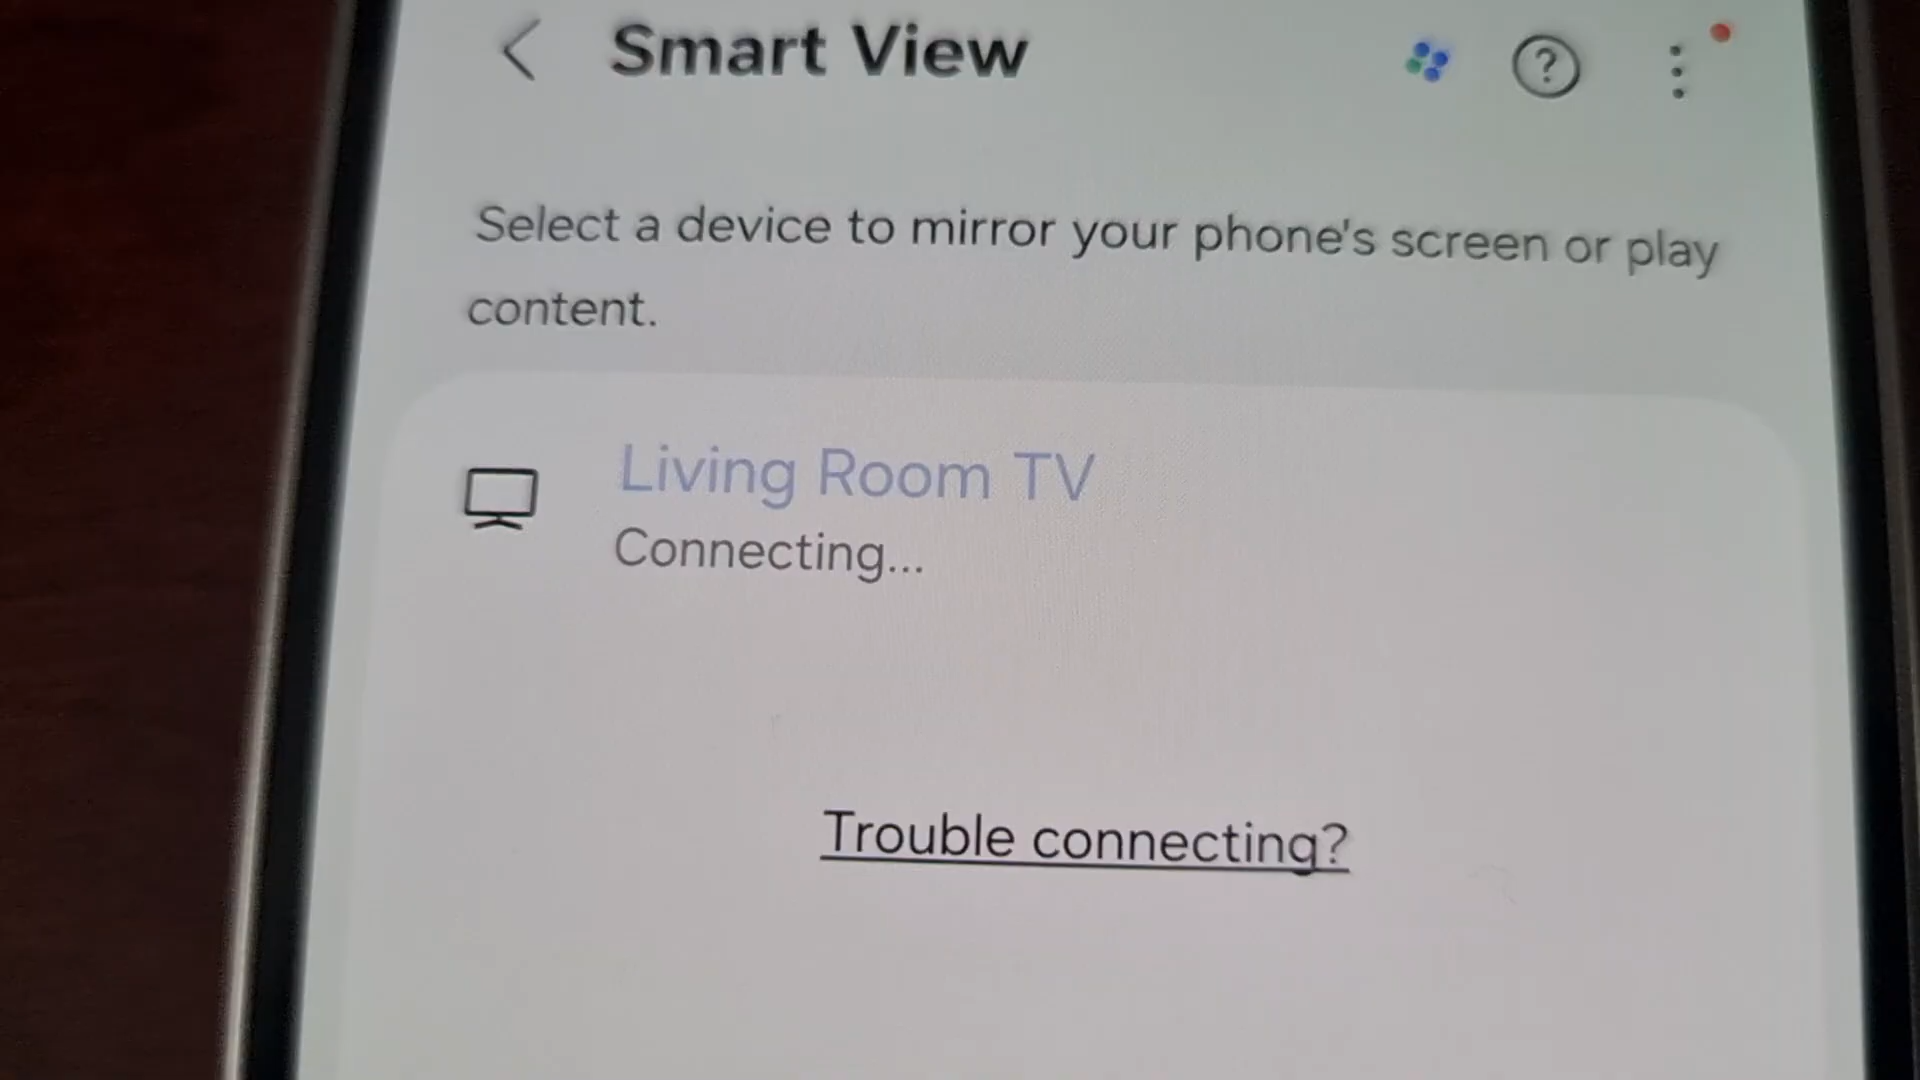 Smart View
?
Select a device to mirror your phone's screen or play
content.
Living Room TV
Connecting...
Trouble connecting?